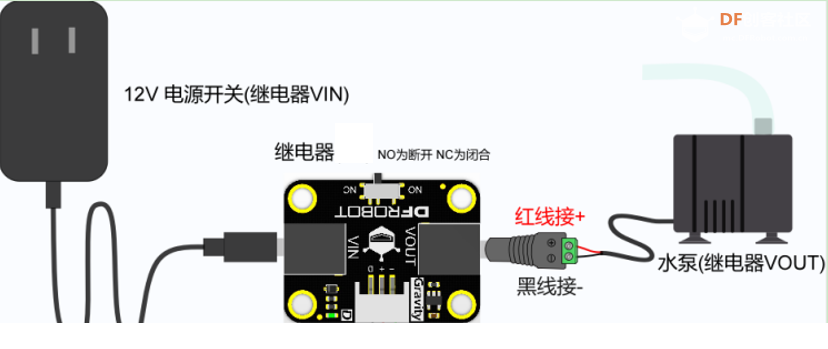 DF
12V 电源开关(继电器VIN)
继电器
NO为断开 NC为闭合
NC
NO
DFROBOT
红线接+
VIN
VOUT
水泵(继电器VOUT)
黑线接-
D - +
Gravity
D